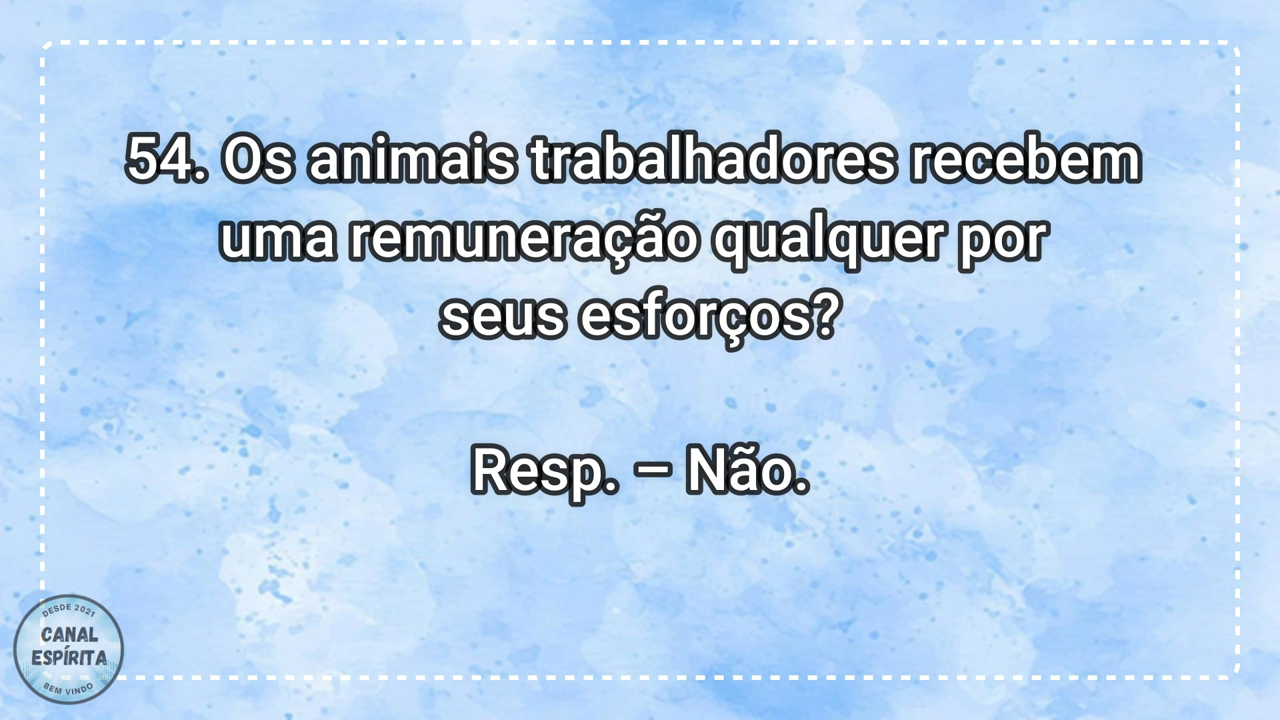 54. Os animais trabalhadores recebem
uma remuneração qualquer por
seus esforços?
Resp. – Não.
DESDE 2021
CANAL
ESPÍRITA
BEM VINDO